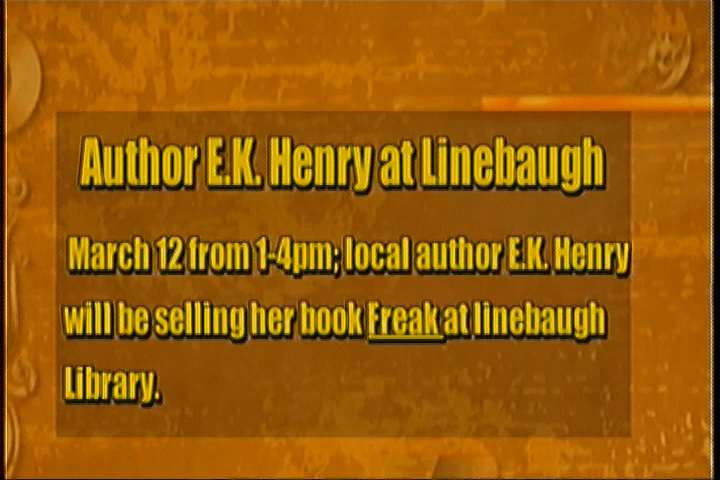 Author E.K. Henry at Linebaugh
March 12 from 1-4pm; local author E.K. Henry
will be selling her book Freak at linebaugh
Library.